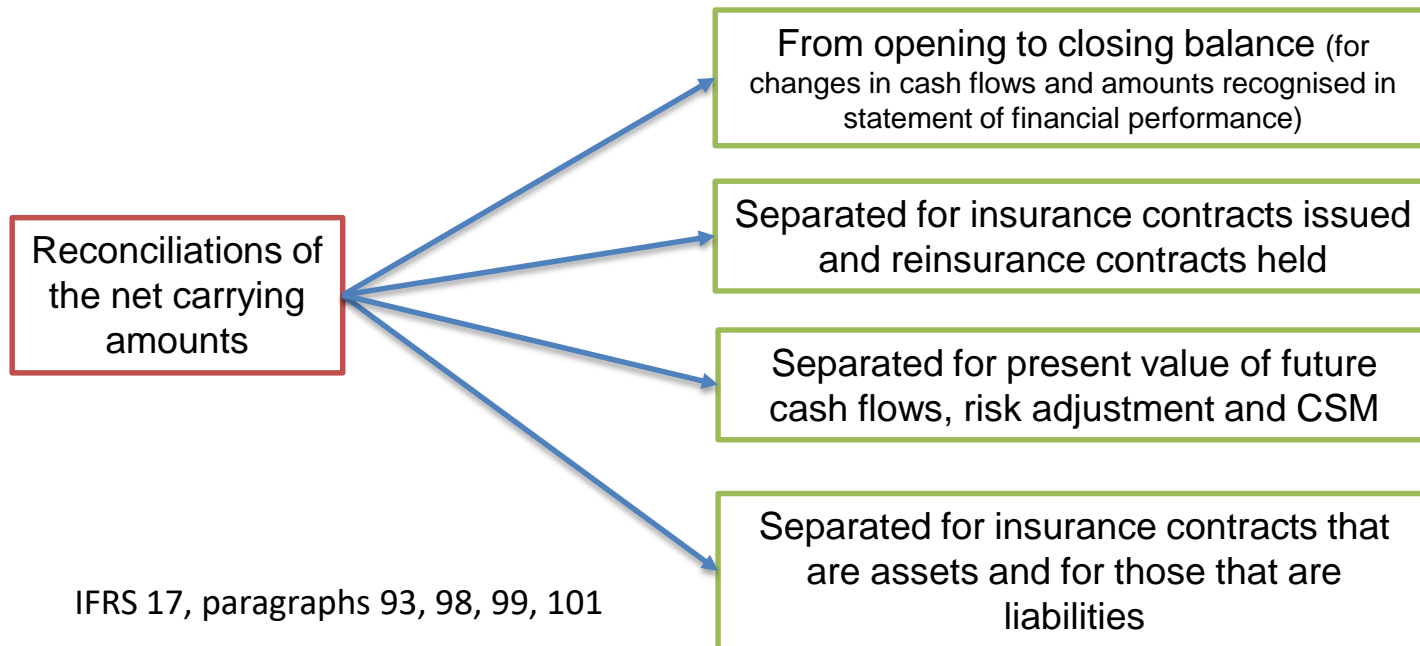 Reconciliations of
the net carrying
amounts
From opening to closing balance (for
changes in cash flows and amounts recognised in
statement of financial performance)
Separated for insurance contracts issued
and reinsurance contracts held
Separated for present value of future
cash flows, risk adjustment and CSM
Separated for insurance contracts that
are assets and for those that are
liabilities
IFRS 17, paragraphs 93, 98, 99, 101